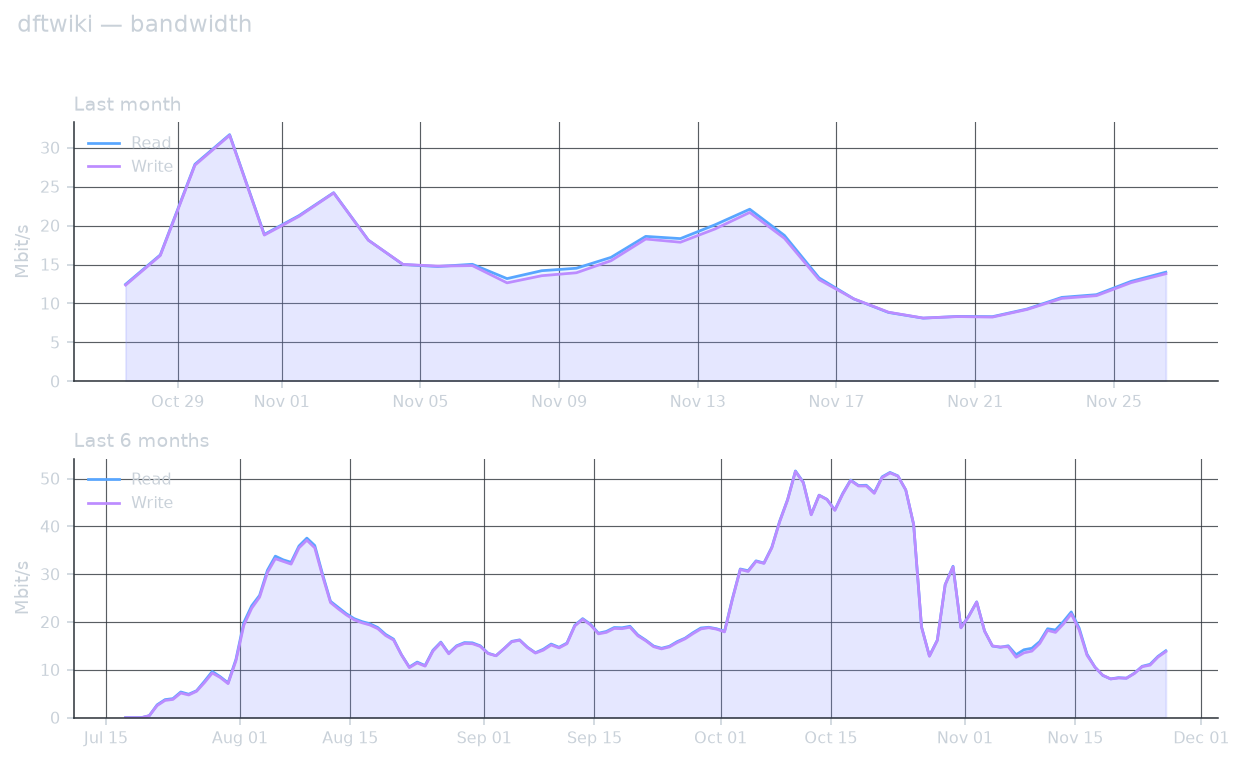 dftwiki — bandwidth
Last month
Read
Write
Mbit/s
30
25
20
15
10
5
0
Oct 29 Nov 01 Nov 05 Nov 09 Nov 13 Nov 17 Nov 21 Nov 25
Last 6 months
Read
Write
Mbit/s
50
40
30
20
10
0
Jul 15 Aug 01 Aug 15 Sep 01 Sep 15 Oct 01 Oct 15 Nov 01 Nov 15 Dec 01